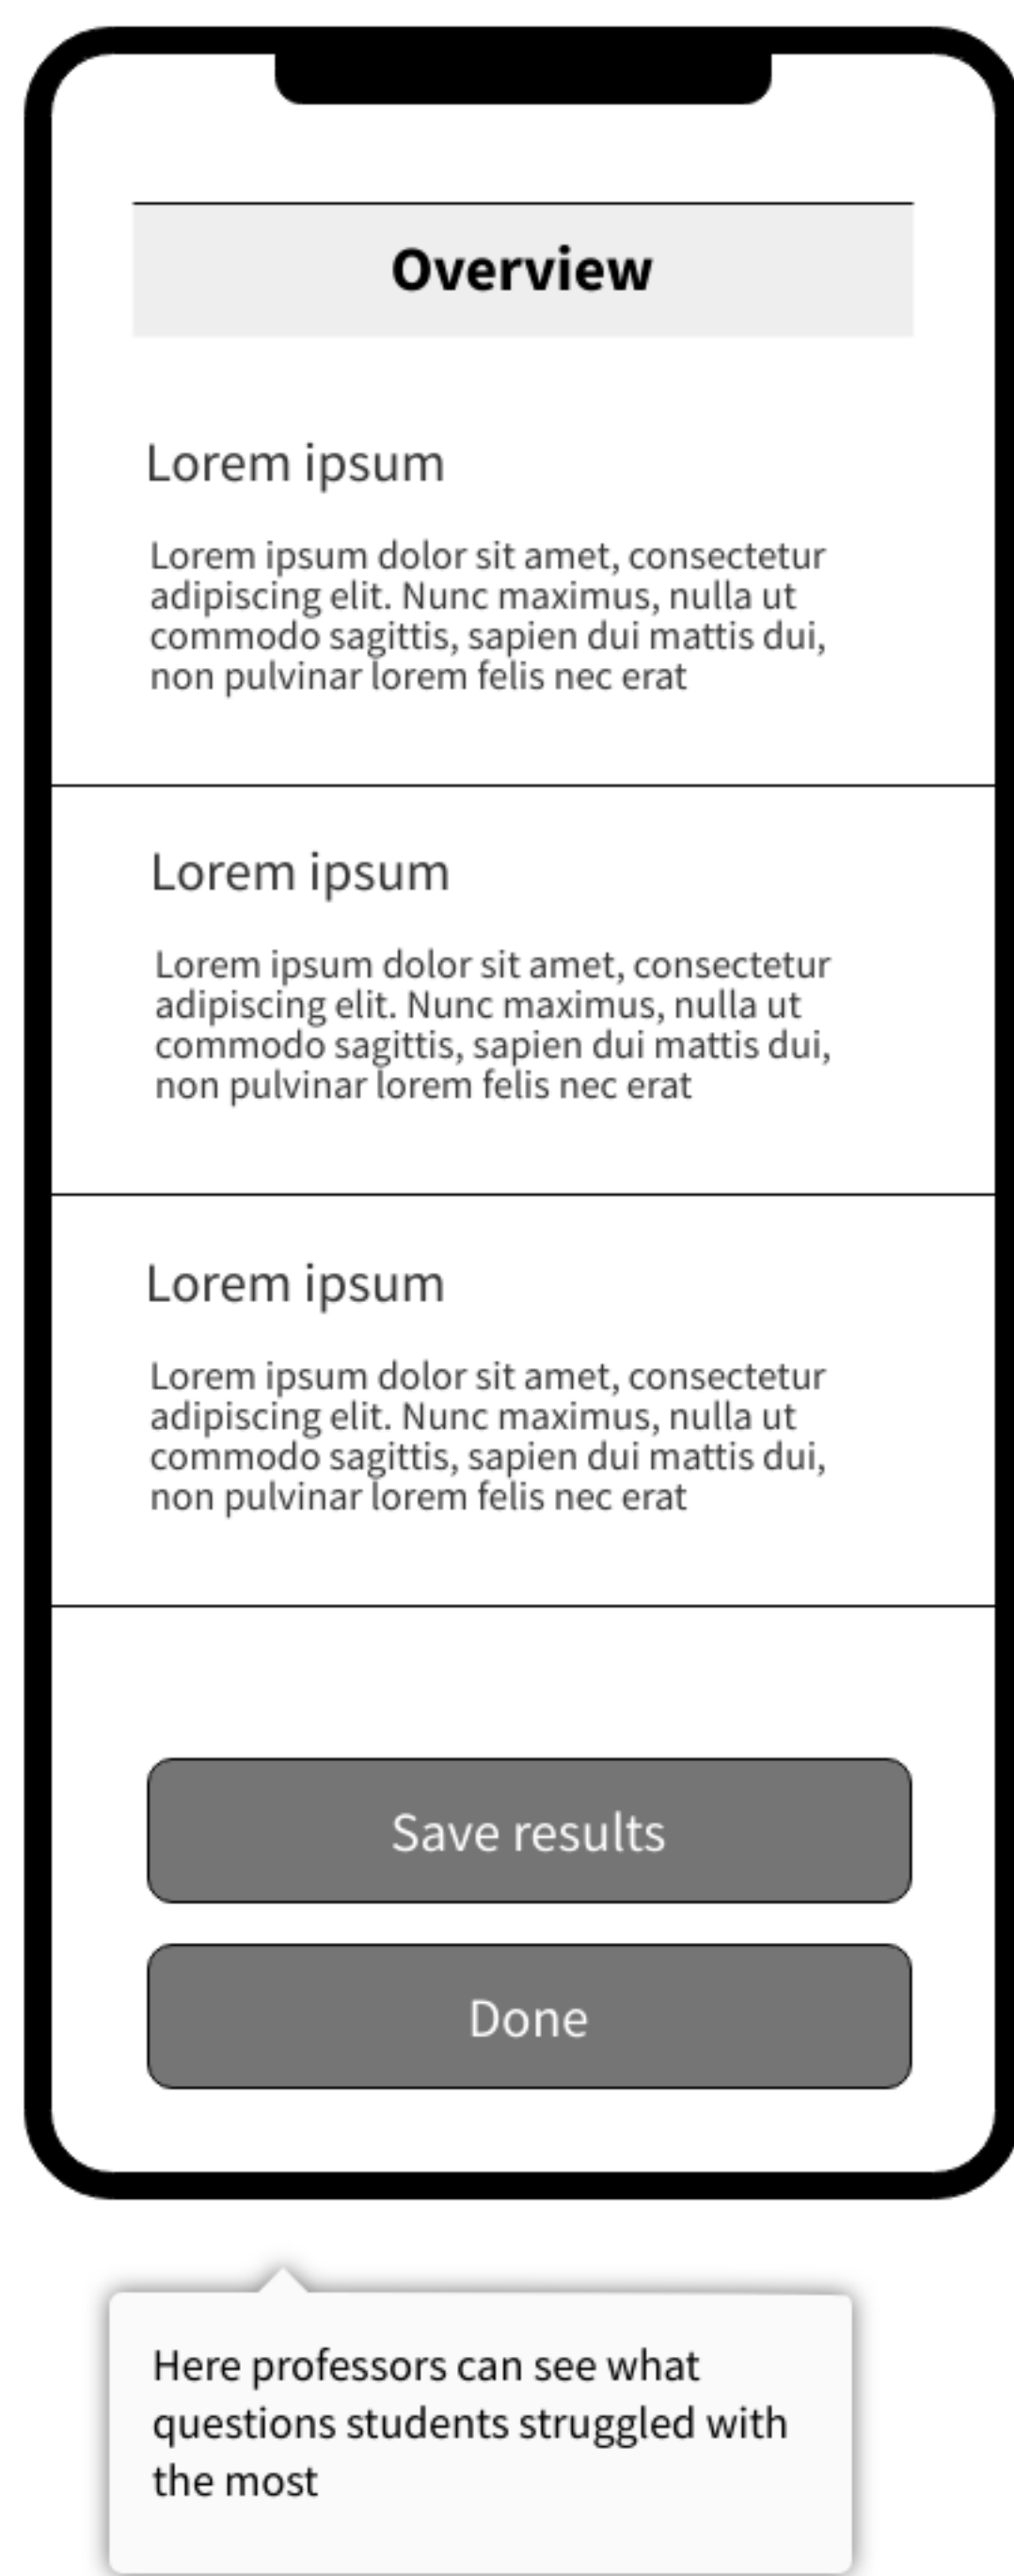 Overview
Lorem ipsum
Lorem ipsum dolor sit amet, consectetur
adipiscing elit. Nunc maximus, nulla ut
commodo sagittis, sapien dui mattis dui,
non pulvinar lorem felis nec erat
Lorem ipsum
Lorem ipsum dolor sit amet, consectetur
adipiscing elit. Nunc maximus, nulla ut
commodo sagittis, sapien dui mattis dui,
non pulvinar lorem felis nec erat
Lorem ipsum
Lorem ipsum dolor sit amet, consectetur
adipiscing elit. Nunc maximus, nulla ut
commodo sagittis, sapien dui mattis dui,
non pulvinar lorem felis nec erat
Save results
Done
Here professors can see what
questions students struggled with
the most